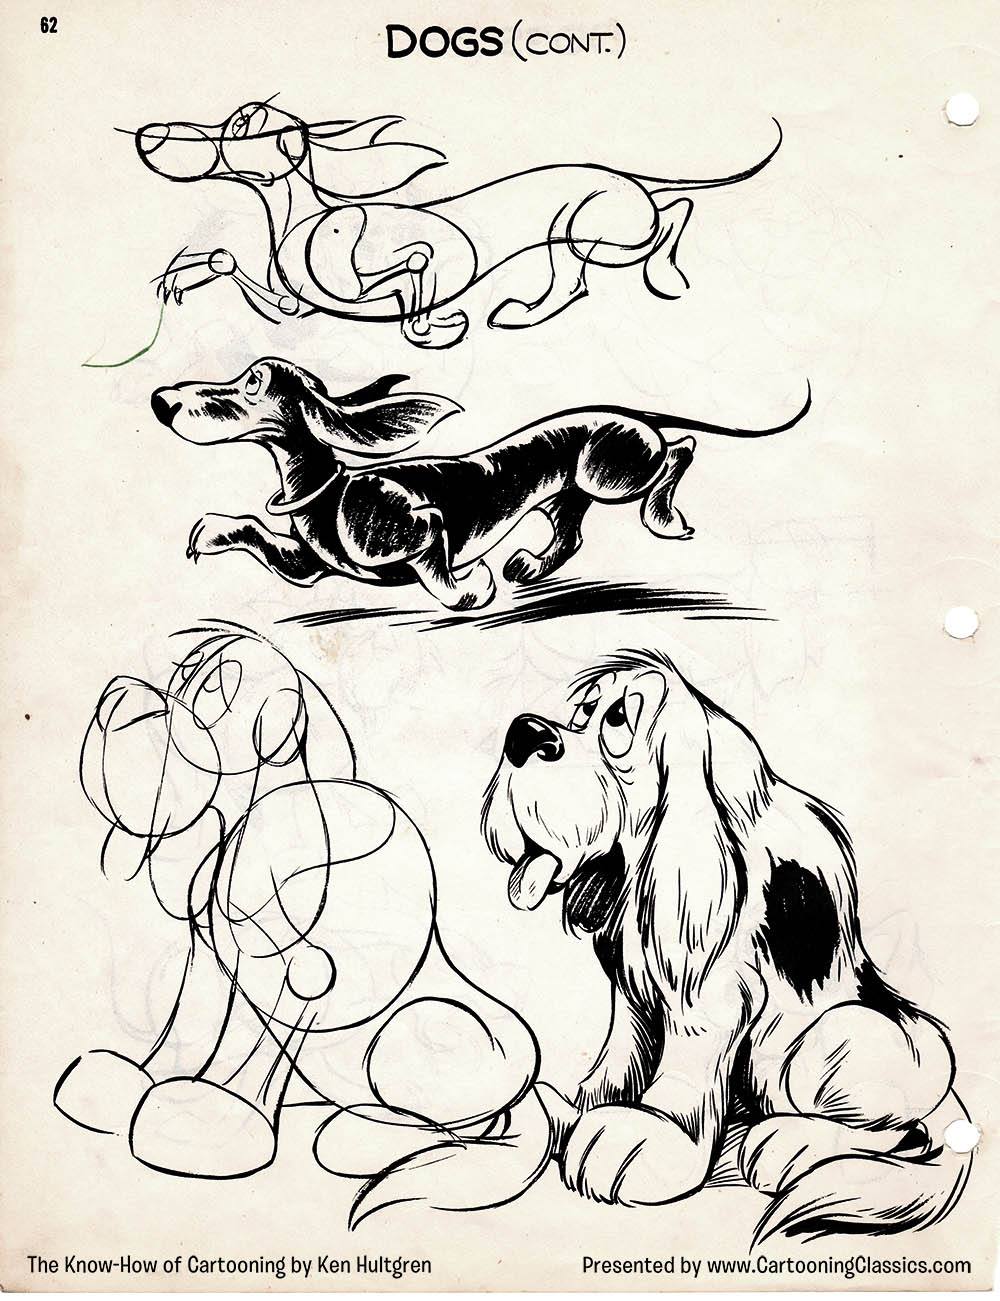 62
DOGS (CONT.)
The Know-How of Cartooning by Ken Hultgren
Presented by www.CartooningClassics.com